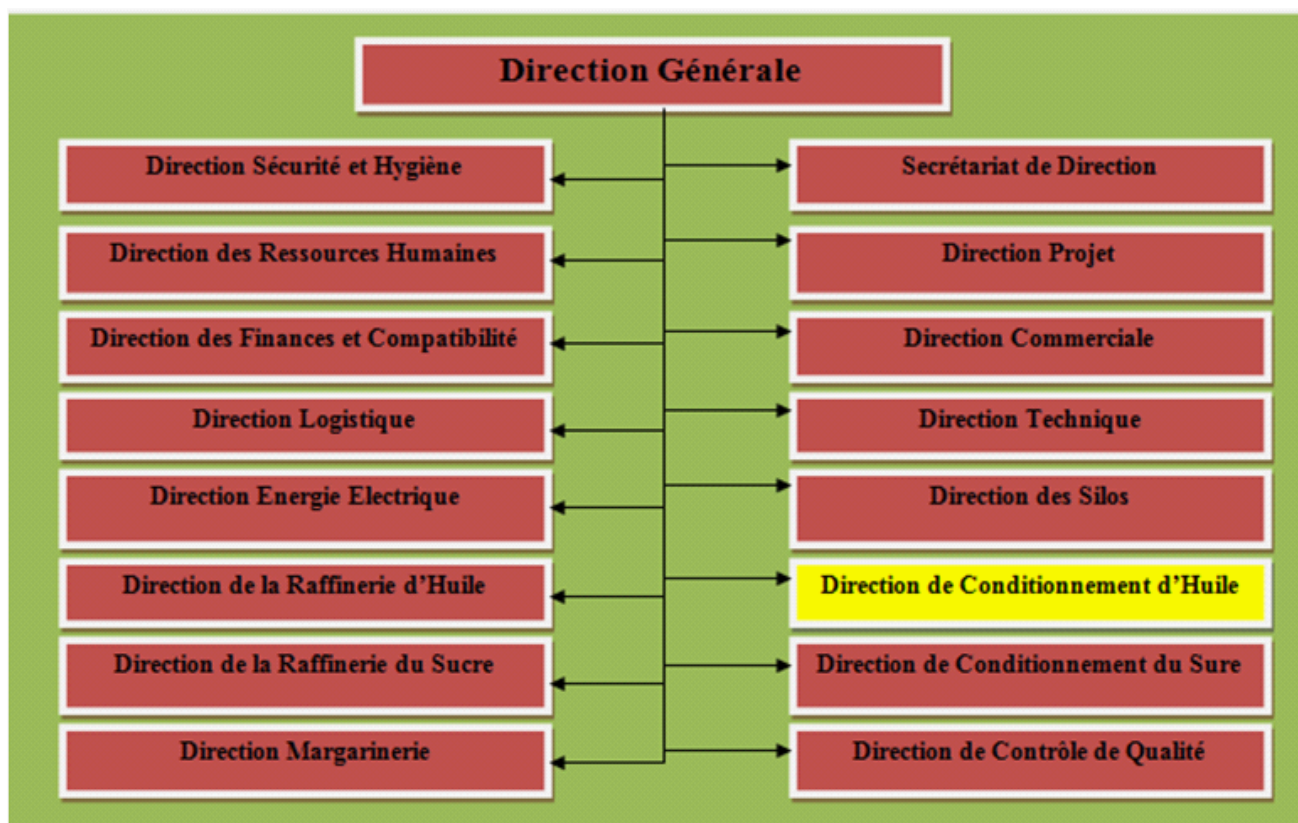 Direction Générale
Direction Sécurité et Hygiène
Secrétariat de Direction
Direction des Ressources Humaines
Direction Projet
Direction des Finances et Compatibilité
Direction Commerciale
Direction Logistique
Direction Technique
Direction Energie Electrique
Direction des Silos
Direction de la Raffinerie d’Huile
Direction de Conditionnement d’Huile
Direction de la Raffinerie du Sucre
Direction de Conditionnement du Sure
Direction Margarinerie
Direction de Contrôle de Qualité